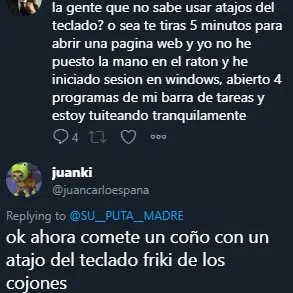 la gente que no sabe usar atajos del
teclado? o sea te tiras 5 minutos para
abrir una pagina web y yo no he
puesto la mano en el raton y he
iniciado sesion en windows, abierto 4
programas de mi barra de tareas y
estoy tuiteando tranquilamente
4
juanki
@juancarloespana
Replying to @SU__PUTA__MADRE
ok ahora comete un coño con un
atajo del teclado friki de los
cojones